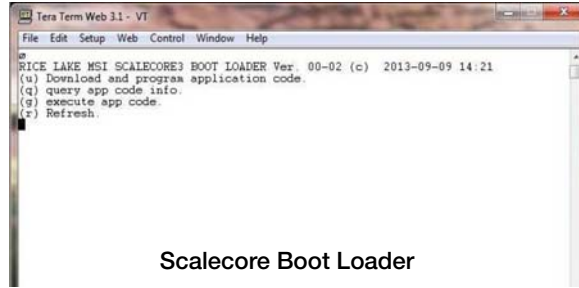 Tera Term Web 3.1 - VT
File Edit Setup Web Control Window Help
RICE LAKE MSI SCALECORE3 BOOT LOADER Ver. 00-02 (c) 2013-09-09 14:21
(u) Download and program application code.
(q) query app code info.
(g) execute app code.
(r) Refresh.
Scalecore Boot Loader